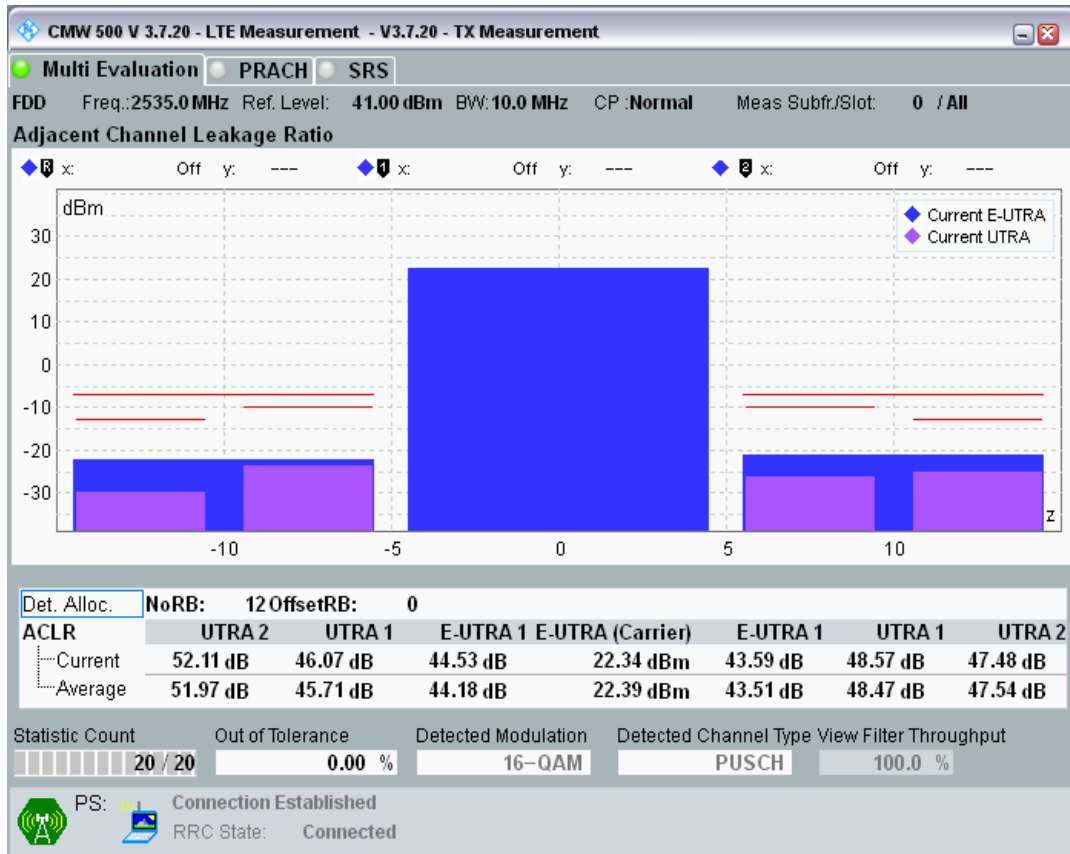 CMW 500 V 3.7.20 - LTE Measurement - V3.7.20 - TX Measurement
Multi Evaluation PRACH SRS
FDD Freq.:2535.0 MHz Ref. Level: 41.00 dBm BW: 10.0 MHz CP :Normal Meas Subfr./Slot: 0 / All
Adjacent Channel Leakage Ratio
R x: Off y: --- 1 x: Off y: --- 2 x: Off y: ---
dBm
Current E-UTRA
Current UTRA
30
20
10
0
-10
-20
-30
z
-10 -5 0 5 10
Det. Alloc. NoRB: 12 OffsetRB: 0
ACLR UTRA 2 UTRA 1 E-UTRA 1 E-UTRA (Carrier) E-UTRA 1 UTRA 1 UTRA 2
Current 52.11 dB 46.07 dB 44.53 dB 22.34 dBm 43.59 dB 48.57 dB 47.48 dB
Average 51.97 dB 45.71 dB 44.18 dB 22.39 dBm 43.51 dB 48.47 dB 47.54 dB
Statistic Count Out of Tolerance Detected Modulation Detected Channel Type View Filter Throughput
20 / 20 0.00 % 16-QAM PUSCH 100.0 %
PS: Connection Established
RRC State: Connected